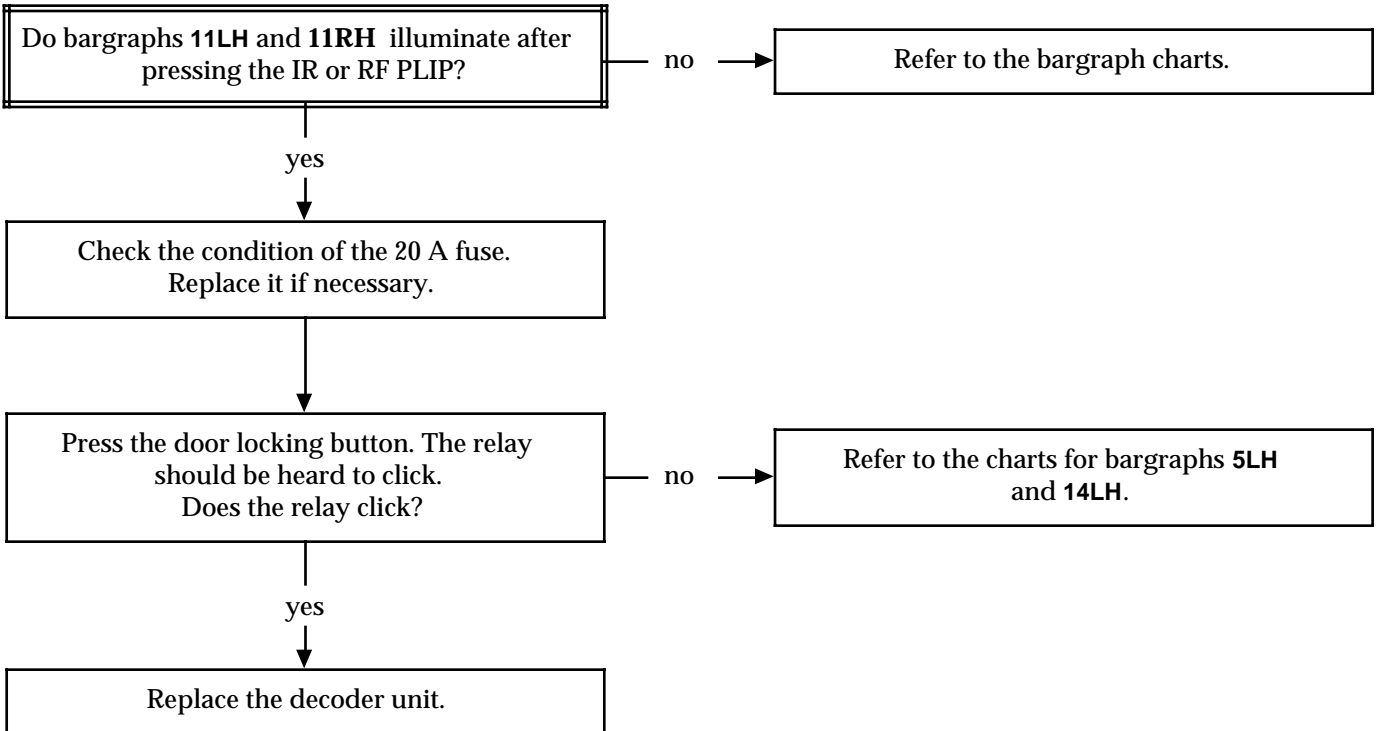 Do bargraphs 11LH and 11RH illuminate after
pressing the IR or RF PLIP?
no
Refer to the bargraph charts.
yes
Check the condition of the 20 A fuse.
Replace it if necessary.
Press the door locking button. The relay
should be heard to click.
Does the relay click?
no
Refer to the charts for bargraphs 5LH
and 14LH.
yes
Replace the decoder unit.